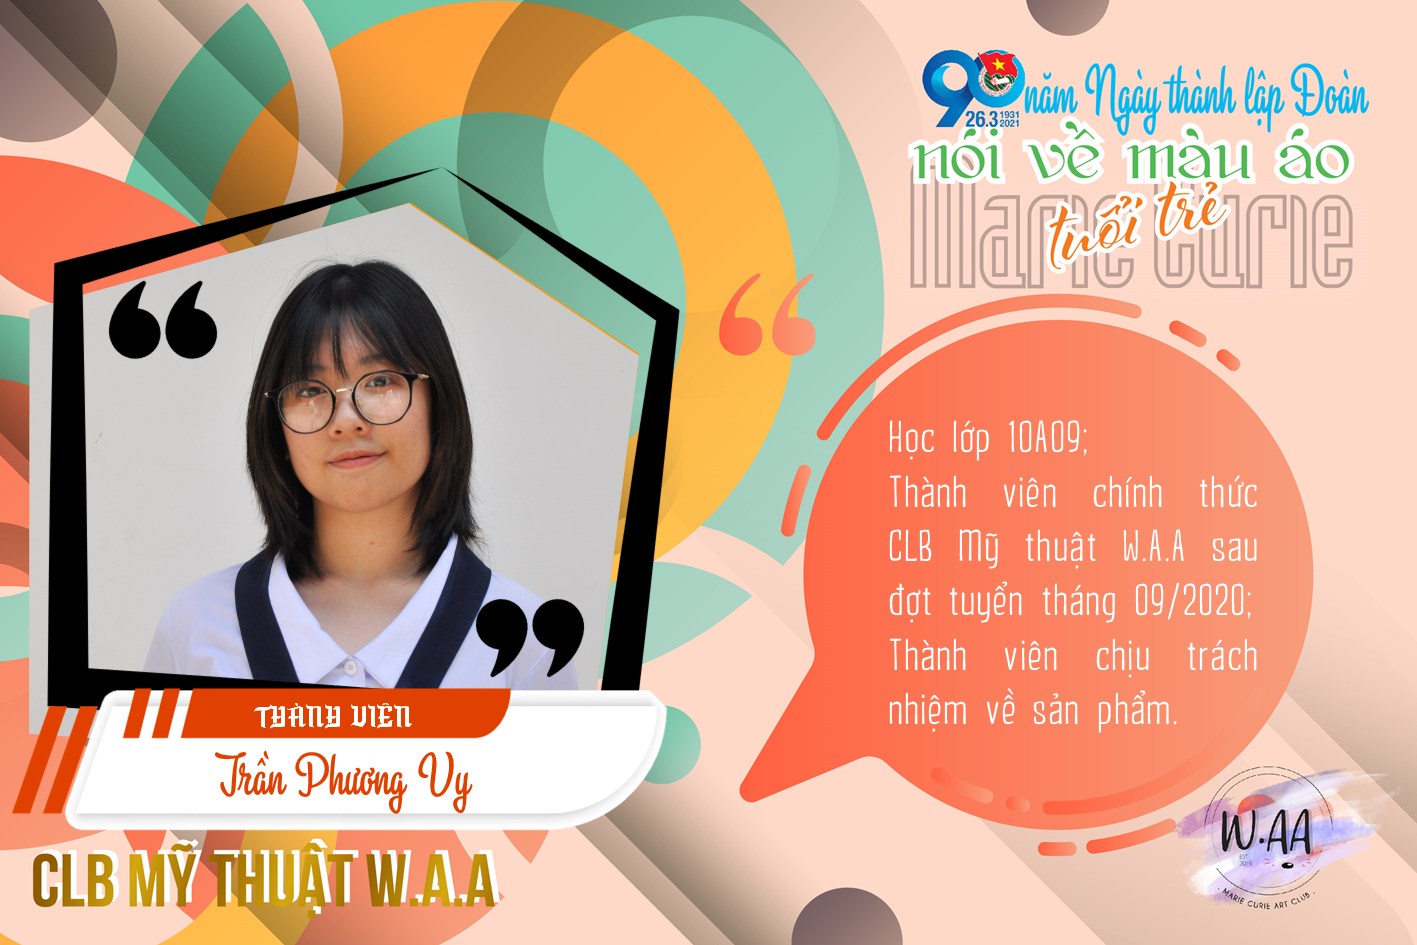 90 năm Ngày thành lập Đoàn
26.3 1931 2021
nói về màu áo
tuổi trẻ
Marie Curie
Học lớp 10A09;
Thành viên chính thức
CLB Mỹ thuật W.A.A sau
đợt tuyển tháng 09/2020;
Thành viên chịu trách
nhiệm về sản phẩm.
THÀNH VIÊN
Trần Phương Vy
CLB MỸ THUẬT W.A.A
W.AA
· MARIE CURIE ART CLUB ·